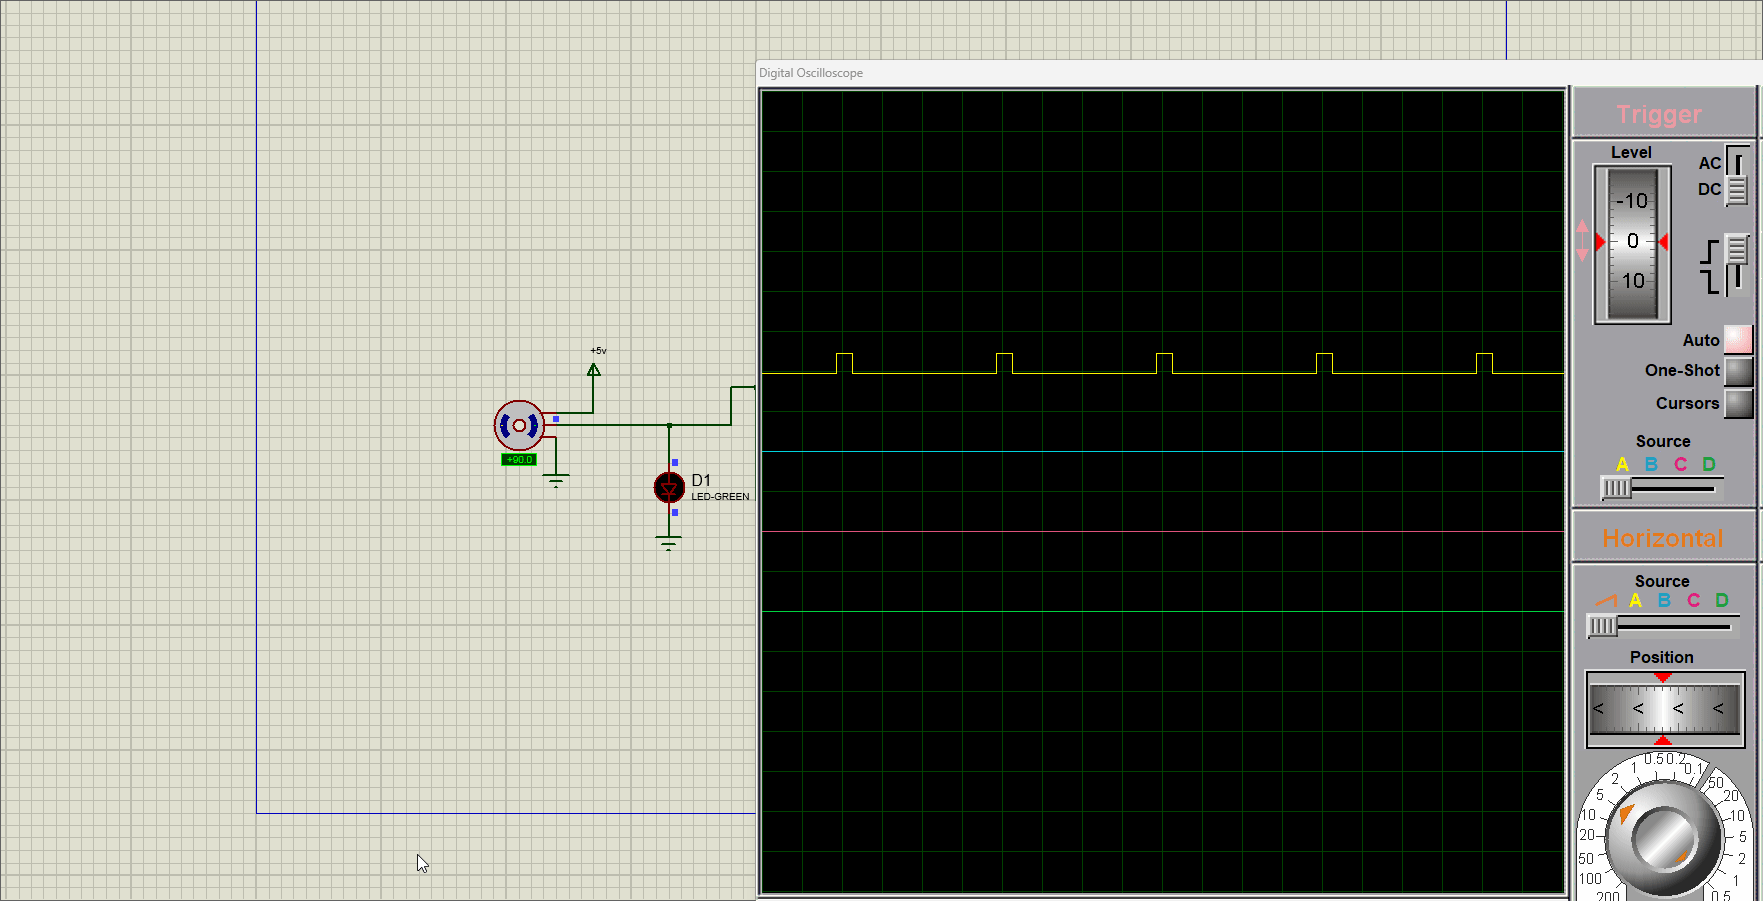 Digital Oscilloscope
Trigger
Level
AC
DC
-10
0
10
Auto
One-Shot
Cursors
Source
A B C D
Horizontal
Source
A B C D
Position
< < < <
200
100
50
20
10
5
2
1
0.5
0.2
0.1
50
20
10
5
2
1
0.5
+5v
+90.0
D1
LED-GREEN